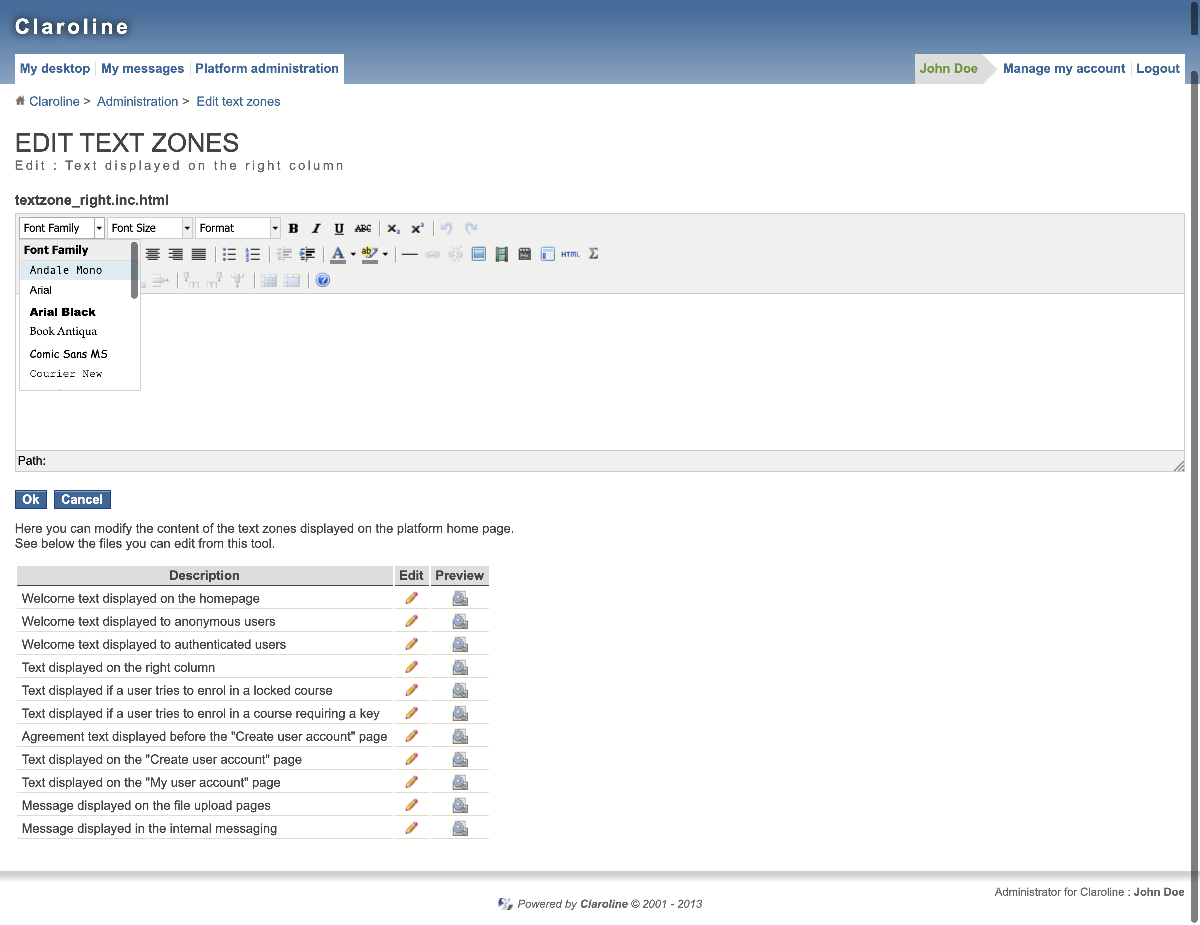 Claroline
My desktop My messages Platform administration John Doe Manage my account Logout
Claroline > Administration > Edit text zones
EDIT TEXT ZONES
Edit : Text displayed on the right column
textzone_right.inc.html
Font Family Font Size Format B I U ABC x₂ x²
Font Family
Andale Mono
Arial
Arial Black
Book Antiqua
Comic Sans MS
Courier New
A ab HTML Σ
Path:
Ok Cancel
Here you can modify the content of the text zones displayed on the platform home page.
See below the files you can edit from this tool.
Description Edit Preview
Welcome text displayed on the homepage
Welcome text displayed to anonymous users
Welcome text displayed to authenticated users
Text displayed on the right column
Text displayed if a user tries to enrol in a locked course
Text displayed if a user tries to enrol in a course requiring a key
Agreement text displayed before the "Create user account" page
Text displayed on the "Create user account" page
Text displayed on the "My user account" page
Message displayed on the file upload pages
Message displayed in the internal messaging
Administrator for Claroline : John Doe
Powered by Claroline © 2001 - 2013